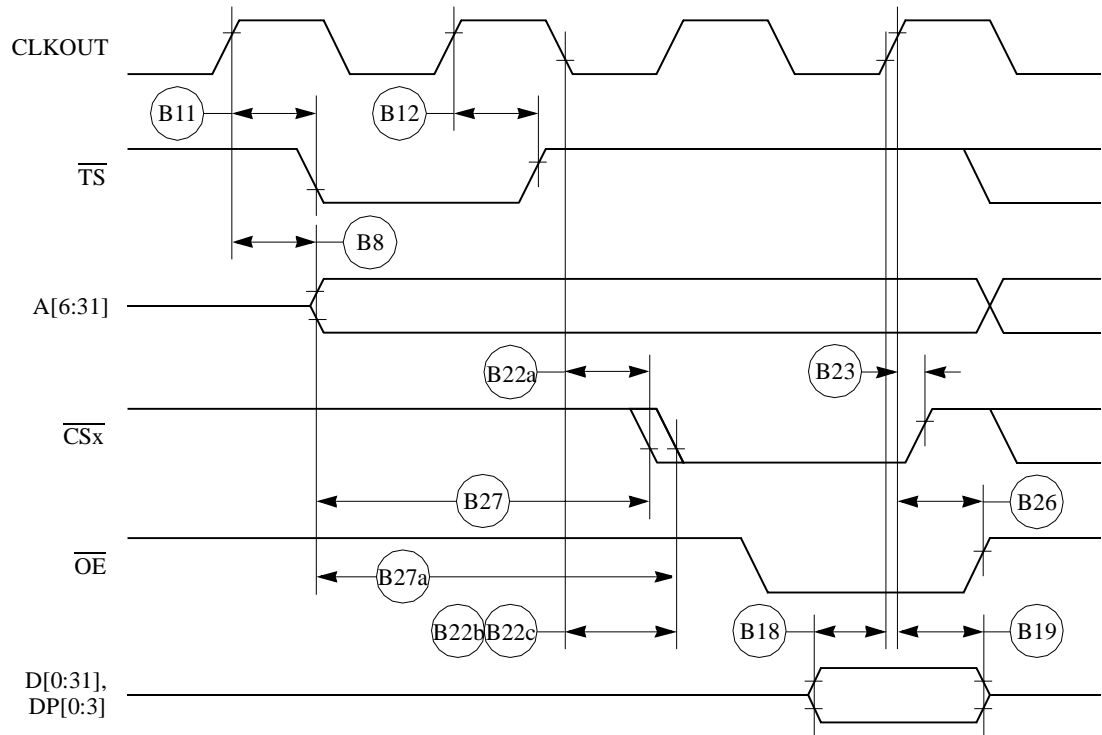 CLKOUT
B11
B12
TS
B8
A[6:31]
B22a
B23
CSx
B27
B26
OE
B27a
B22b B22c
B18
B19
D[0:31],
DP[0:3]